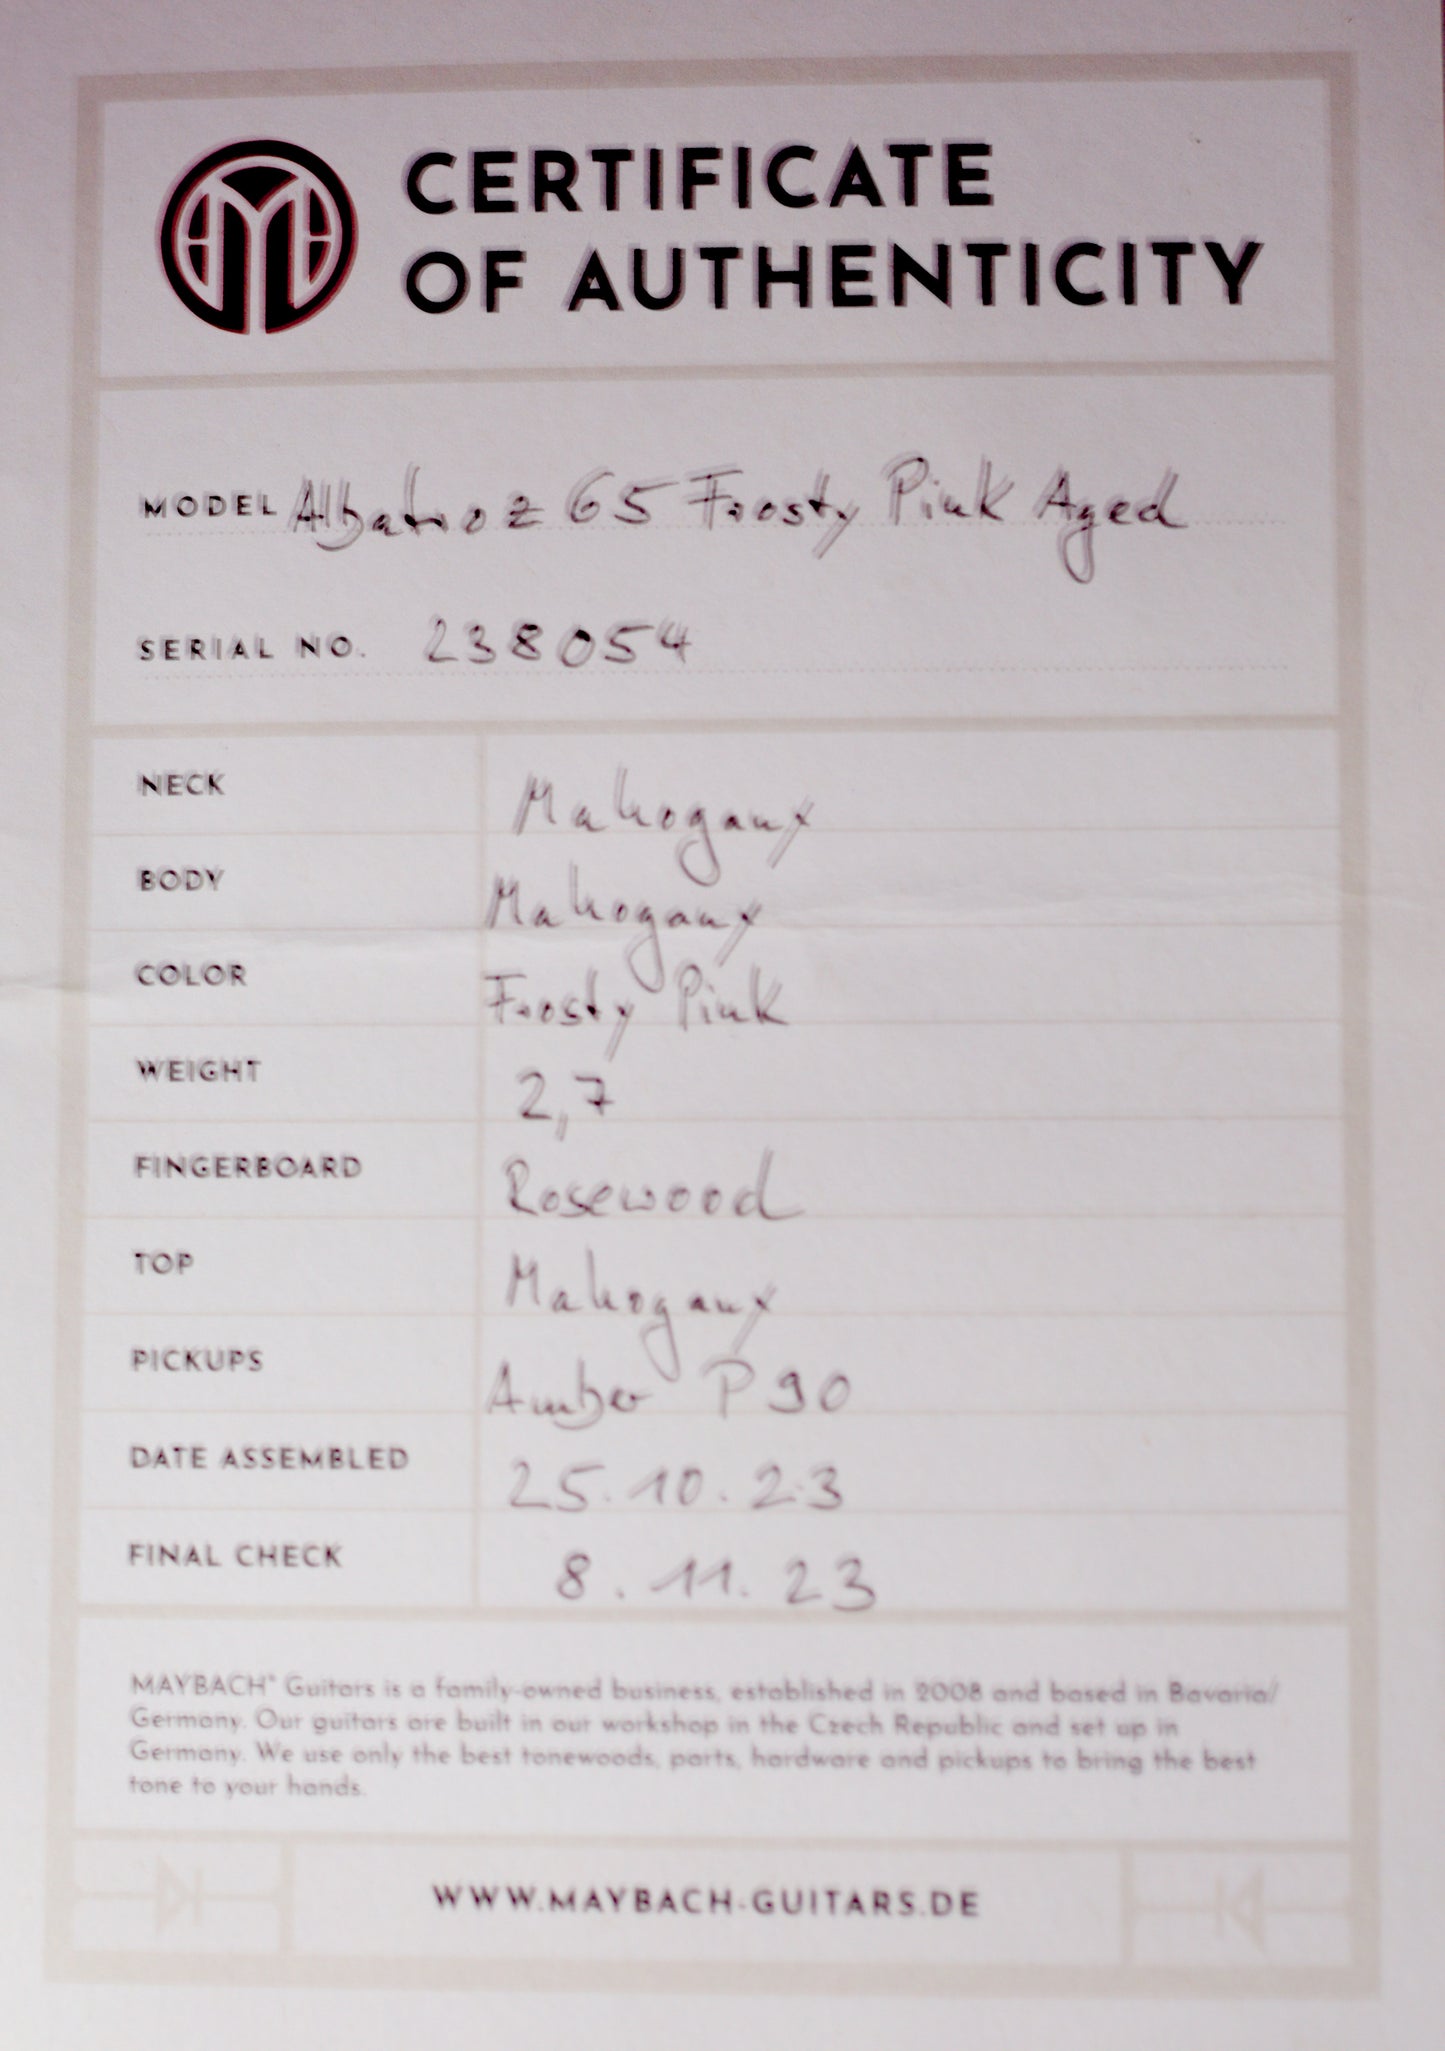 CERTIFICATE
OF AUTHENTICITY
MODEL Albatroz 65 Frosty Pink Aged
SERIAL NO. 238054
NECK Mahogany
BODY Mahogany
COLOR Frosty Pink
WEIGHT 2,7
FINGERBOARD Rosewood
TOP Mahogany
PICKUPS Amber P90
DATE ASSEMBLED 25.10.23
FINAL CHECK 8.11.23
MAYBACH® Guitars is a family-owned business, established in 2008 and based in Bavaria/
Germany. Our guitars are built in our workshop in the Czech Republic and set up in
Germany. We use only the best tonewoods, parts, hardware and pickups to bring the best
tone to your hands.
WWW.MAYBACH-GUITARS.DE